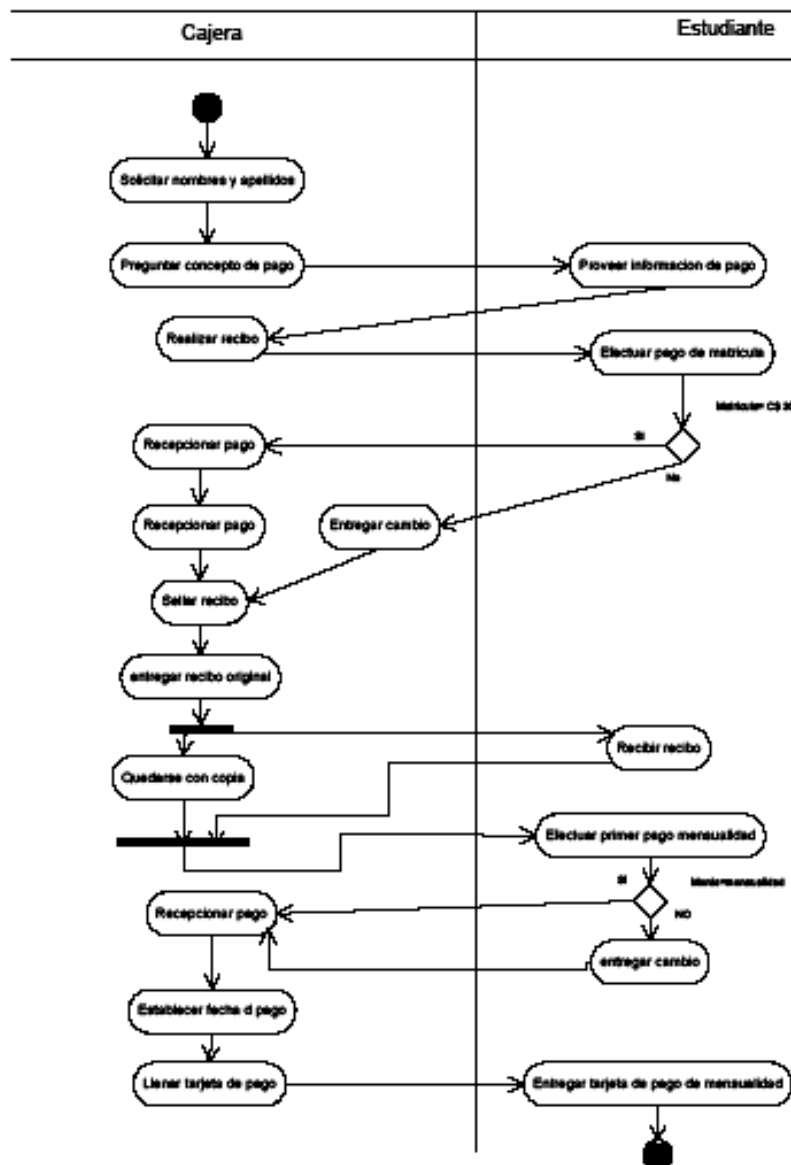 Cajera
Estudiante
Solicitar nombres y apellidos
Preguntar concepto de pago
Proveer informacion de pago
Realizar recibo
Efectuar pago de matricula
Matricula= C$
Recepcionar pago
SI
No
Recepcionar pago
Entregar cambio
Sellar recibo
entregar recibo original
Recibir recibo
Quedarse con copia
Efectuar primer pago mensualidad
SI
Monto=mensualidad
Recepcionar pago
NO
entregar cambio
Establecer fecha d pago
Llenar tarjeta de pago
Entregar tarjeta de pago de mensualidad